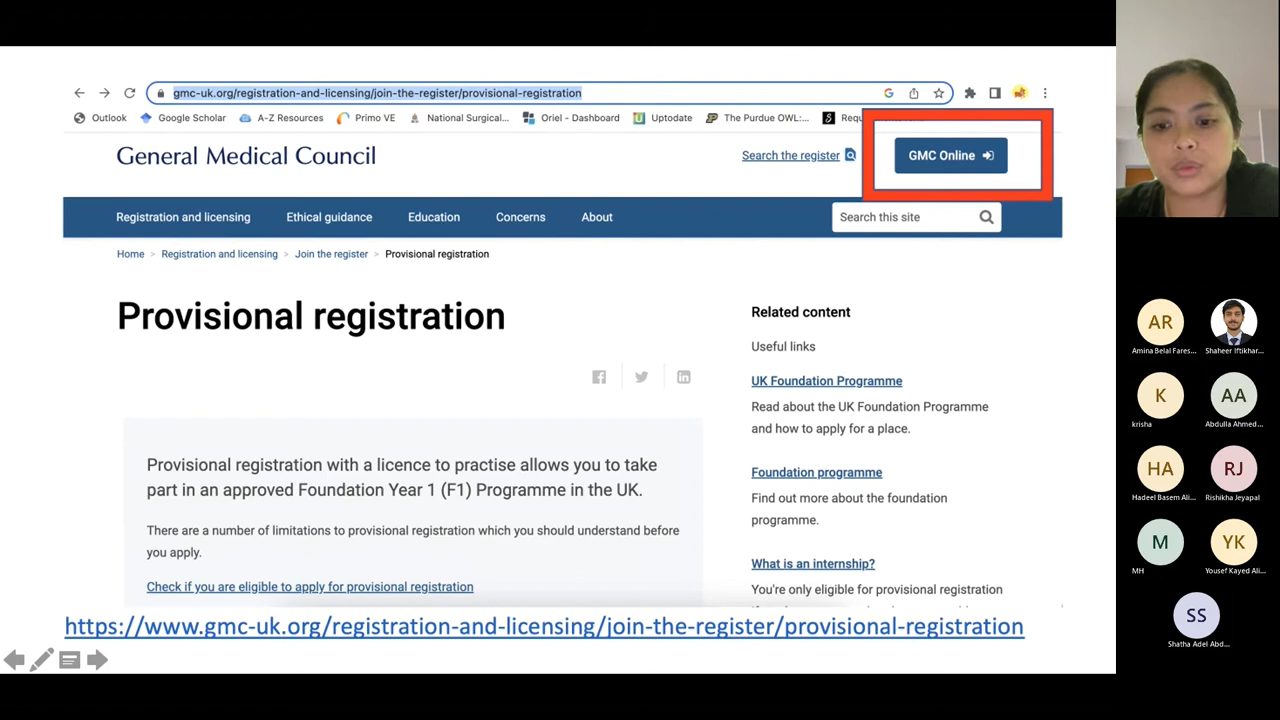 gmc-uk.org/registration-and-licensing/join-the-register/provisional-registration
Outlook
Google Scholar
A-Z Resources
Primo VE
National Surgical...
Oriel - Dashboard
Uptodate
The Purdue OWL:...
General Medical Council
Search the register
GMC Online
Registration and licensing
Ethical guidance
Education
Concerns
About
Search this site
Home > Registration and licensing > Join the register > Provisional registration
Provisional registration
Provisional registration with a licence to practise allows you to take
part in an approved Foundation Year 1 (F1) Programme in the UK.
There are a number of limitations to provisional registration which you should understand before
you apply.
Check if you are eligible to apply for provisional registration
Related content
Useful links
UK Foundation Programme
Read about the UK Foundation Programme
and how to apply for a place.
Foundation programme
Find out more about the foundation
programme.
What is an internship?
You're only eligible for provisional registration
https://www.gmc-uk.org/registration-and-licensing/join-the-register/provisional-registration
AR
Amina Belal Fares...
Shaheer Iftikhar...
K
krisha
AA
Abdulla Ahmed...
HA
Hadeel Basem Ali...
RJ
Rishikha Jeyapal
M
MH
YK
Yousef Kayed Ali...
SS
Shatha Adel Abd...